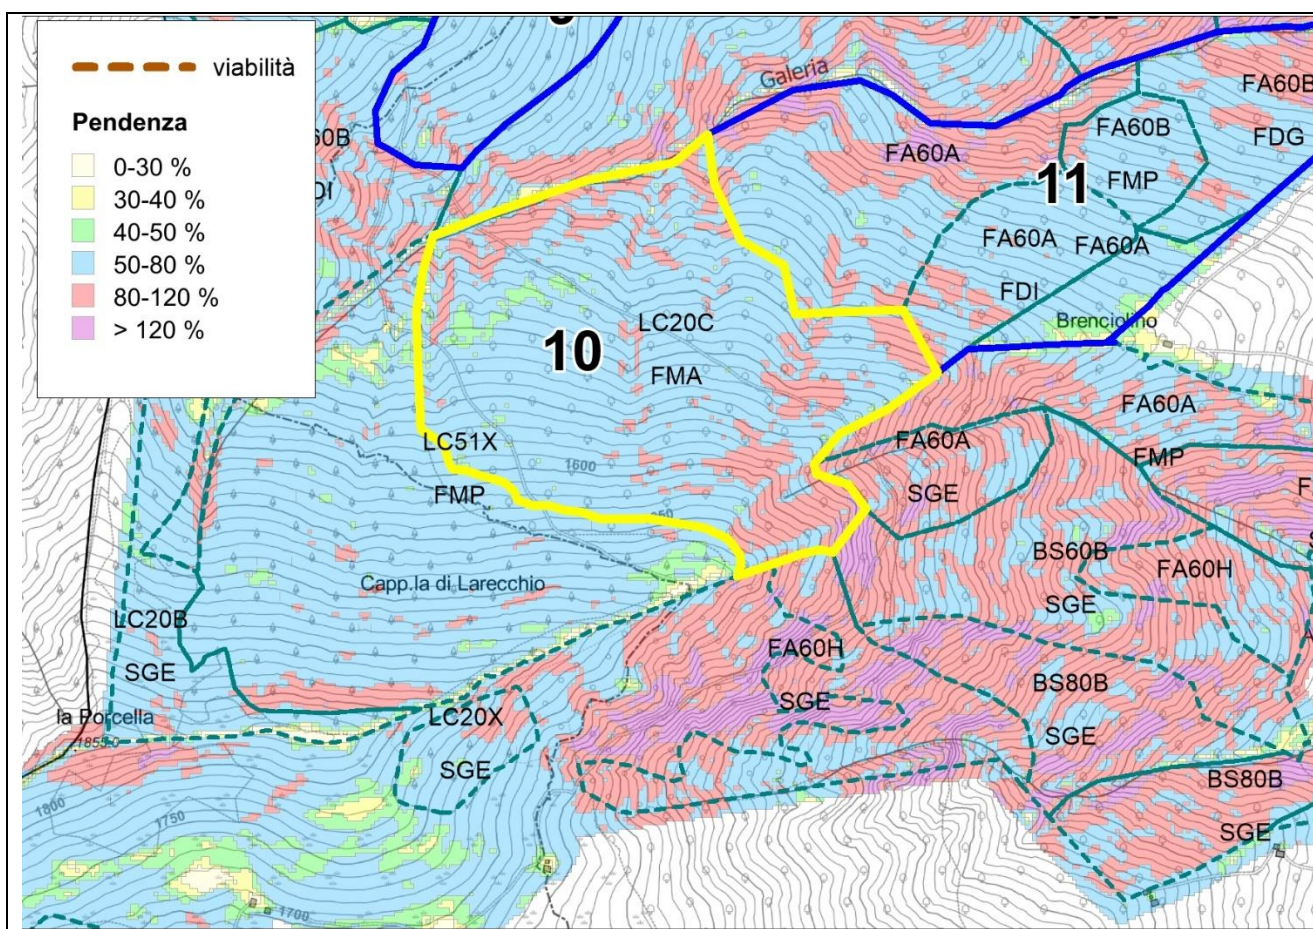 viabilità
Pendenza
0-30 %
30-40 %
40-50 %
50-80 %
80-120 %
> 120 %
Galeria
FA60B
FA60B
FA60A
FDG
11
FMP
FA60A
FA60A
LC20C
FDI
Brenciolino
10
FMA
FA60A
LC51X
FA60A
FMP
1600
SGE
FMP
BS60B
FA60H
Capp.la di Larecchio
SGE
LC20B
FA60H
SGE
BS80B
SGE
la Porcella
LC20X
1855.0
SGE
SGE
BS80B
1800
1750
SGE
1700